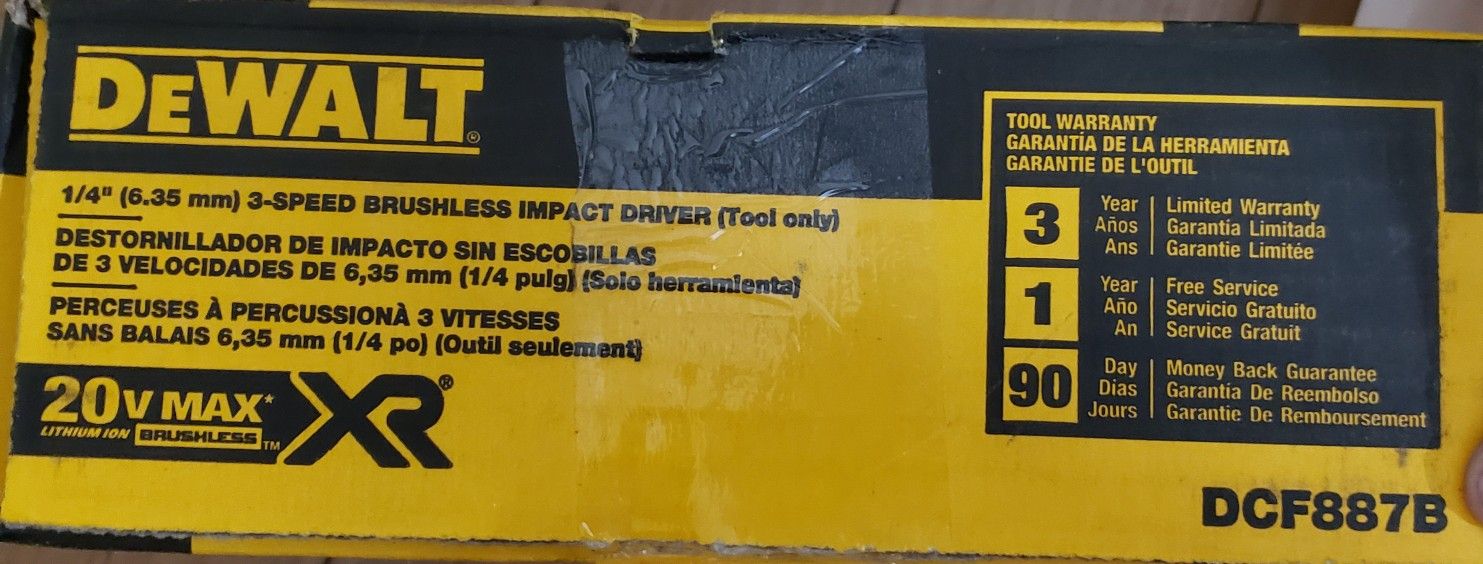 DEWALT®
1/4" (6.35 mm) 3-SPEED BRUSHLESS IMPACT DRIVER (Tool only)
DESTORNILLADOR DE IMPACTO SIN ESCOBILLAS
DE 3 VELOCIDADES DE 6,35 mm (1/4 pulg) (Solo herramienta)
PERCEUSES À PERCUSSIONÀ 3 VITESSES
SANS BALAIS 6,35 mm (1/4 po) (Outil seulement)
20V MAX* XR®
LITHIUM ION BRUSHLESS™
TOOL WARRANTY
GARANTÍA DE LA HERRAMIENTA
GARANTIE DE L'OUTIL
3
Year Limited Warranty
Años Garantía Limitada
Ans Garantie Limitée
1
Year Free Service
Año Servicio Gratuito
An Service Gratuit
90
Day Money Back Guarantee
Dias Garantía De Reembolso
Jours Garantie De Remboursement
DCF887B